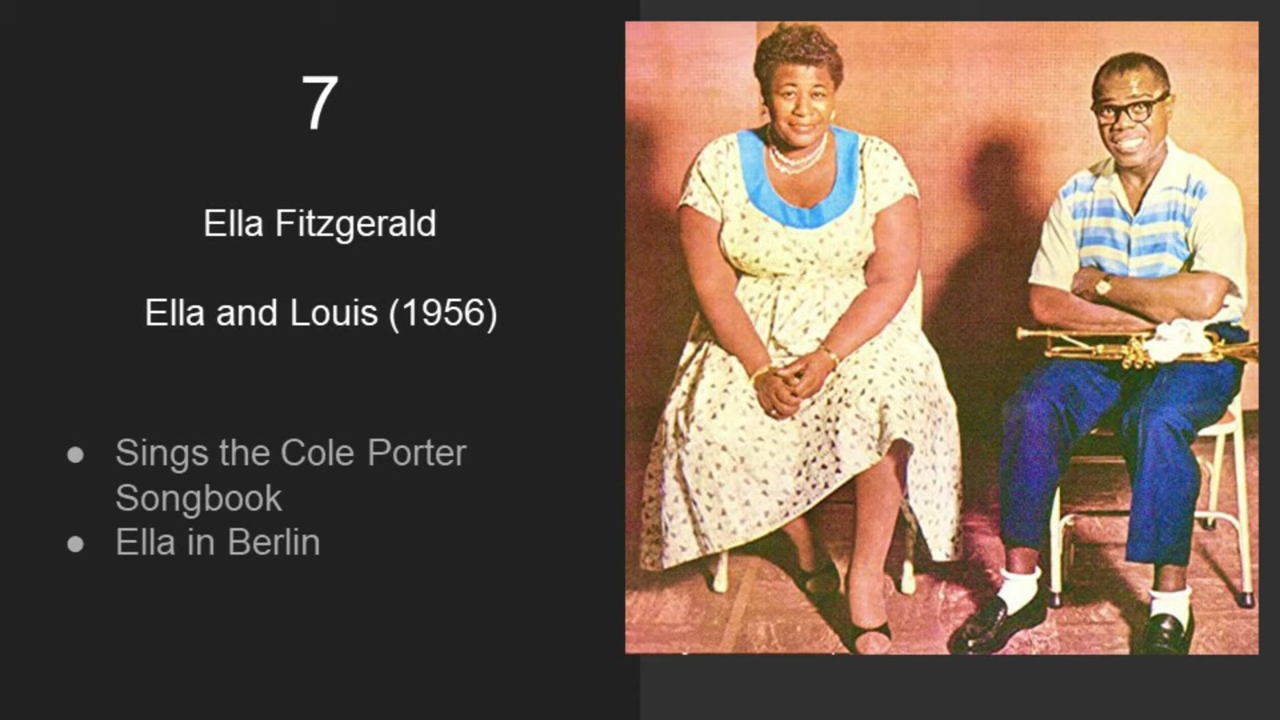 7
Ella Fitzgerald
Ella and Louis (1956)
● Sings the Cole Porter
Songbook
● Ella in Berlin